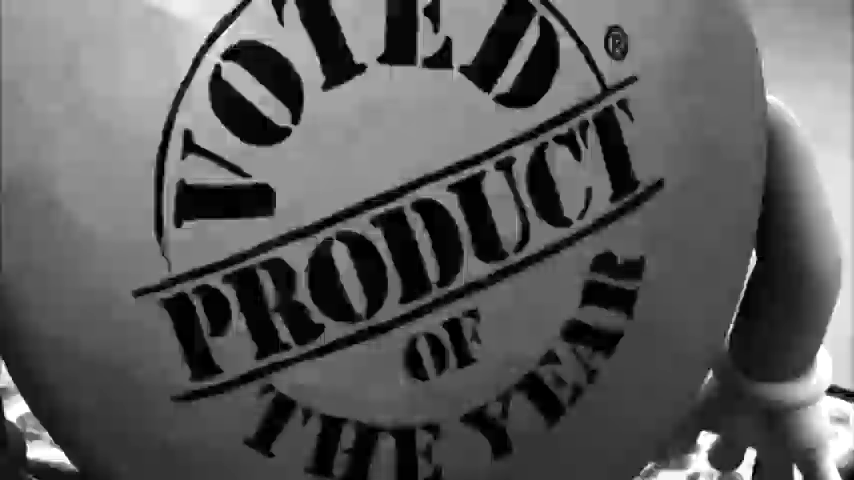 VOTED ®
PRODUCT
OF
THE YEAR